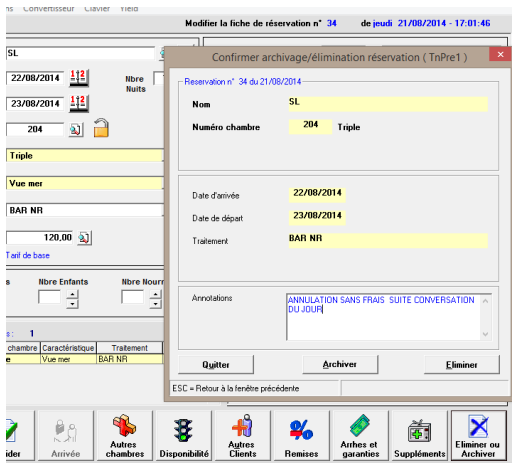 ns Convertisseur Clavier Yield
Modifier la fiche de réservation n° 34 de jeudi 21/08/2014 - 17:01:46
SL
22/08/2014
Nbre Nuits
23/08/2014
204
Triple
Vue mer
BAR NR
120,00
Tarif de base
Nbre Enfants Nbre Nourr
s : 1
chambre Caractéristique Traitement
e Vue mer BAR NR
Confirmer archivage/élimination réservation ( TnPre1 )
Reservation n° 34 du 21/08/2014
Nom SL
Numéro chambre 204 Triple
Date d'arrivée 22/08/2014
Date de départ 23/08/2014
Traitement BAR NR
Annotations ANNULATION SANS FRAIS SUITE CONVERSATION
DU JOUR
Quitter Archiver Eliminer
ESC = Retour à la fenêtre précédente
ider Arrivée Autres chambres Disponibilité Autres Clients Remises Arrhes et garanties Suppléments Eliminer ou Archiver